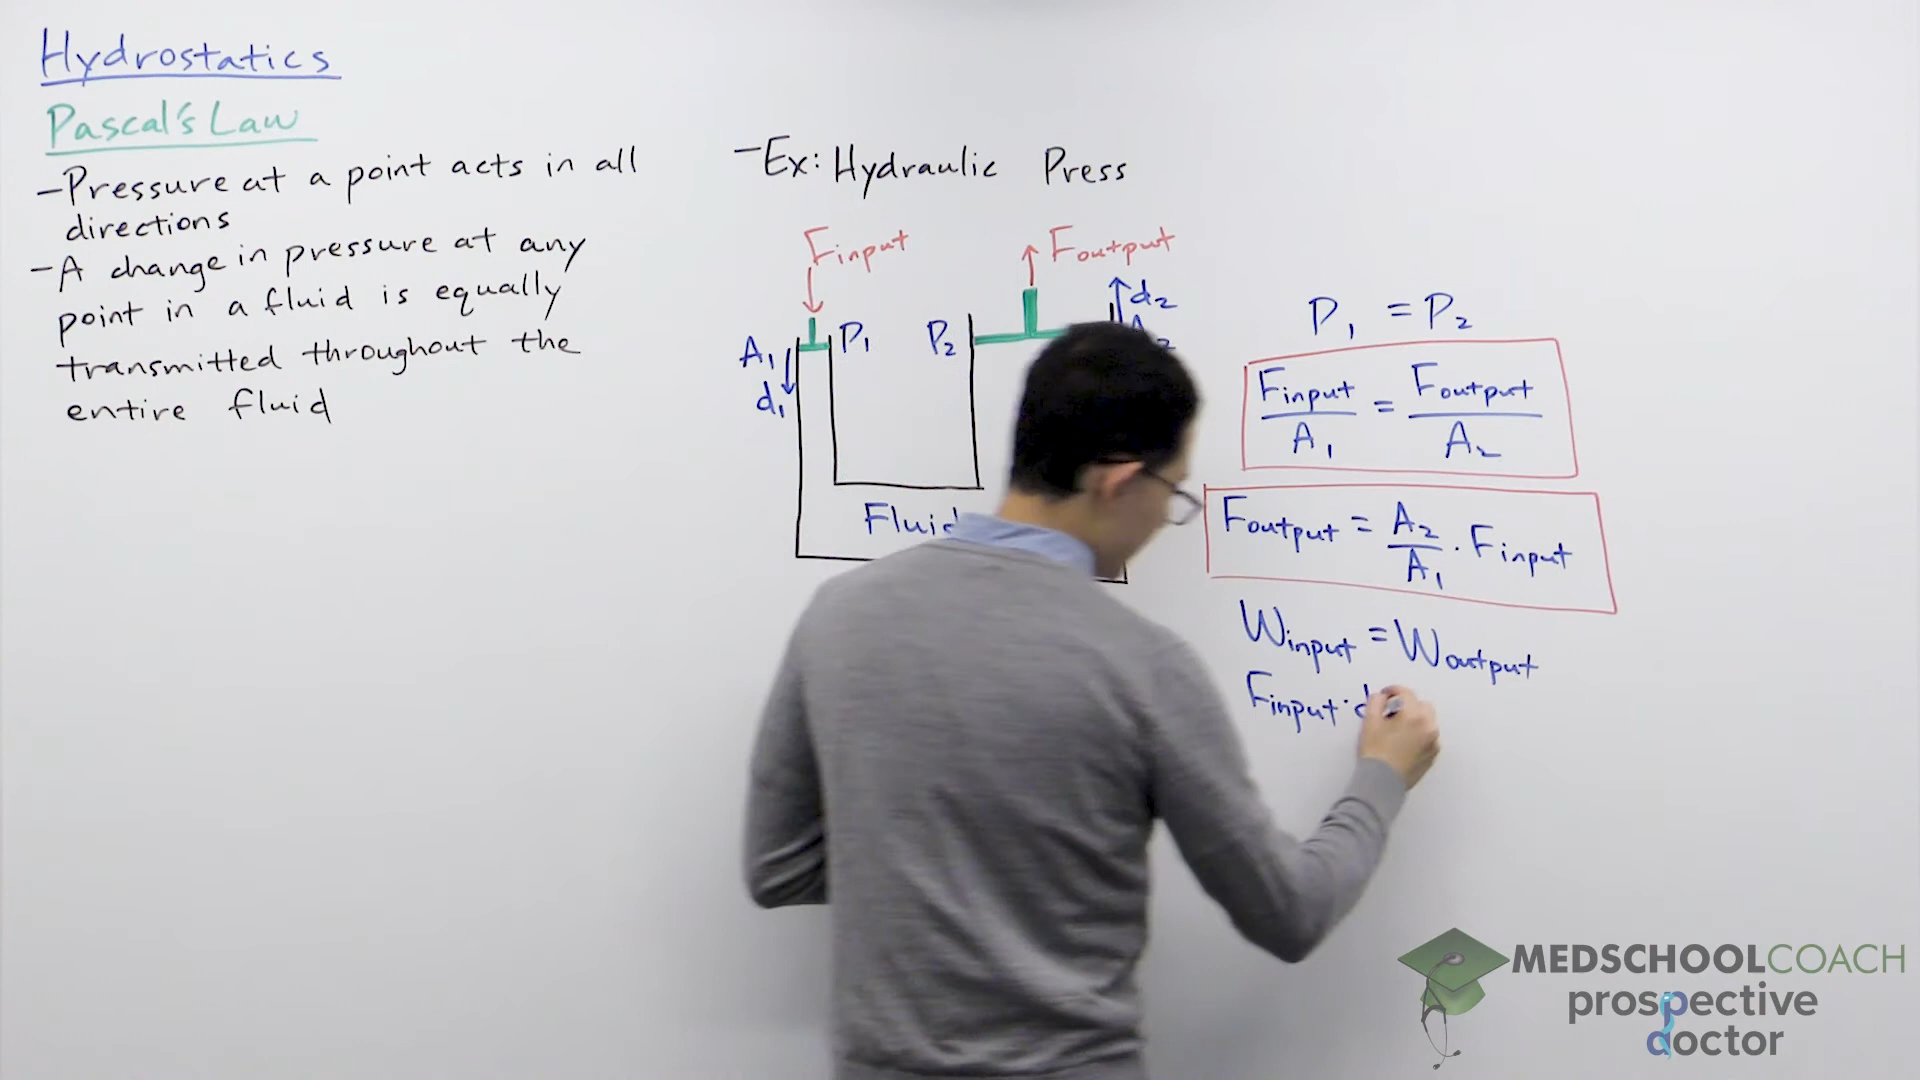 Hydrostatics
Pascal's Law
-Pressure at a point acts in all
directions
-A change in pressure at any
point in a fluid is equally
transmitted throughout the
entire fluid
-Ex: Hydraulic Press
Finput
Foutput
d₂
A₁
P₁
P₂
d₁
Fluid
P₁ = P₂
Finput/A₁ = Foutput/A₂
Foutput = A₂/A₁ · Finput
Winput = Woutput
Finput · d
MEDSCHOOLCOACH
prospective
doctor